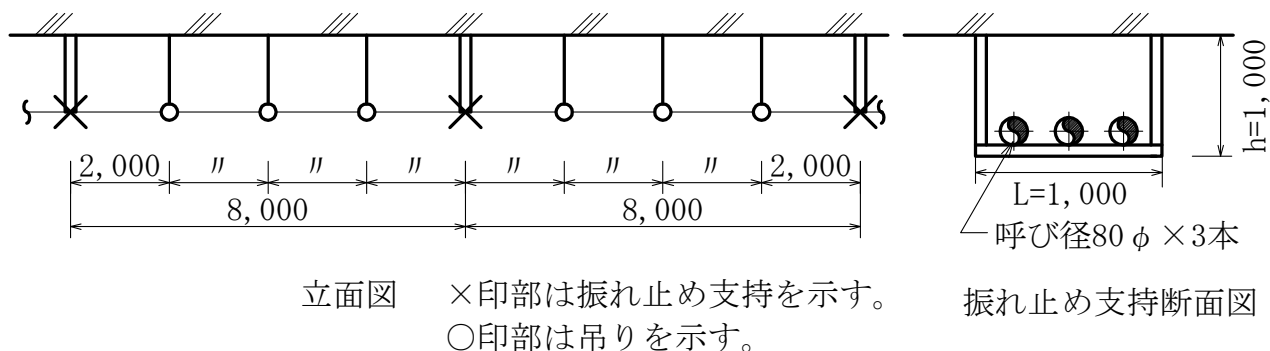 2,000 〃 〃 〃 〃 〃 〃 2,000
8,000 8,000
h=1,000
L=1,000
呼び径80φ×3本
立面図 ×印部は振れ止め支持を示す。
○印部は吊りを示す。
振れ止め支持断面図